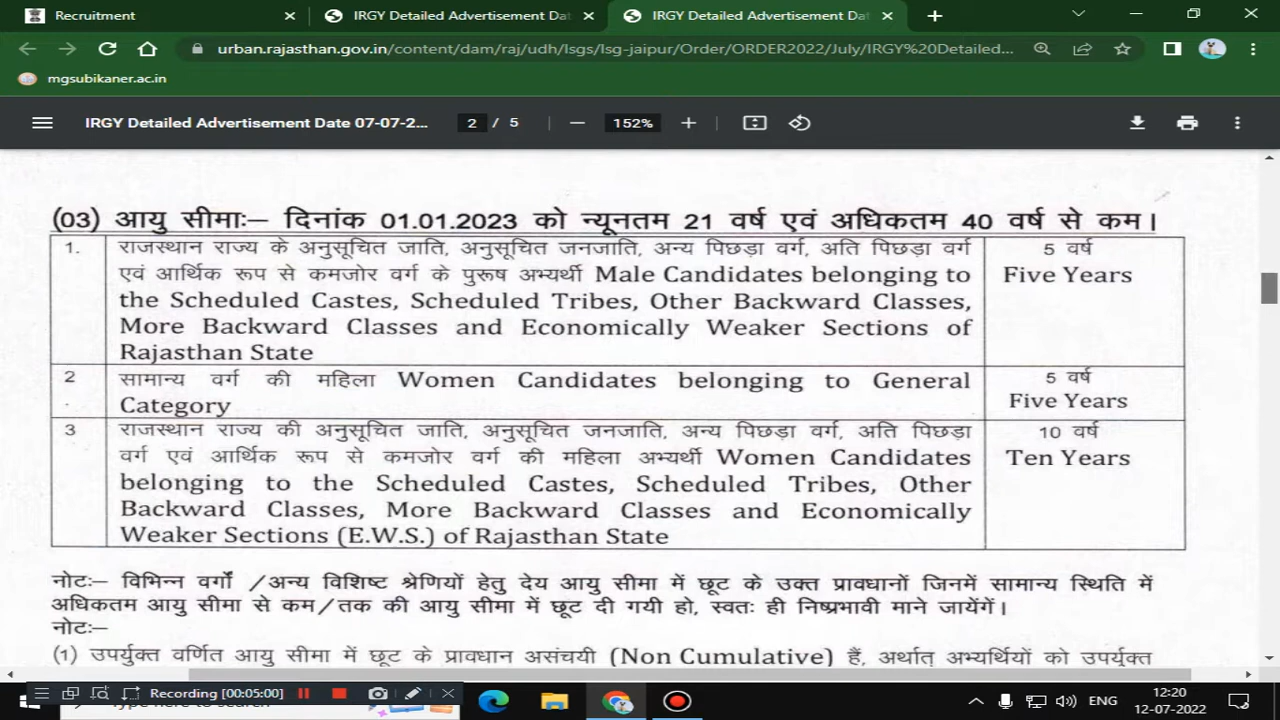 Recruitment
IRGY Detailed Advertisement Dat
IRGY Detailed Advertisement Dat
urban.rajasthan.gov.in/content/dam/raj/udh/lsgs/lsg-jaipur/Order/ORDER2022/July/IRGY%20Detailed...
mgsubikaner.ac.in
IRGY Detailed Advertisement Date 07-07-2...
2 / 5
152%
(03) आयु सीमाः– दिनांक 01.01.2023 को न्यूनतम 21 वर्ष एवं अधिकतम 40 वर्ष से कम।
1. राजस्थान राज्य के अनुसूचित जाति, अनुसूचित जनजाति, अन्य पिछड़ा वर्ग, अति पिछड़ा वर्ग 5 वर्ष
एवं आर्थिक रूप से कमजोर वर्ग के पुरूष अभ्यर्थी Male Candidates belonging to Five Years
the Scheduled Castes, Scheduled Tribes, Other Backward Classes,
More Backward Classes and Economically Weaker Sections of
Rajasthan State
2 सामान्य वर्ग की महिला Women Candidates belonging to General 5 वर्ष
Category Five Years
3 राजस्थान राज्य की अनुसूचित जाति, अनुसूचित जनजाति, अन्य पिछड़ा वर्ग, अति पिछड़ा 10 वर्ष
वर्ग एवं आर्थिक रूप से कमजोर वर्ग की महिला अभ्यर्थी Women Candidates Ten Years
belonging to the Scheduled Castes, Scheduled Tribes, Other
Backward Classes, More Backward Classes and Economically
Weaker Sections (E.W.S.) of Rajasthan State
नोटः– विभिन्न वर्गों /अन्य विशिष्ट श्रेणियों हेतु देय आयु सीमा में छूट के उक्त प्रावधानों जिनमें सामान्य स्थिति में
अधिकतम आयु सीमा से कम/तक की आयु सीमा में छूट दी गयी हो, स्वतः ही निष्प्रभावी माने जायेंगें।
नोटः–
(1) उपर्युक्त वर्णित आयु सीमा में छूट के प्रावधान असंचयी (Non Cumulative) हैं, अर्थात् अभ्यर्थियों को उपर्युक्त
Recording [00:05:00]
Type here to search
ENG
12:20
12-07-2022